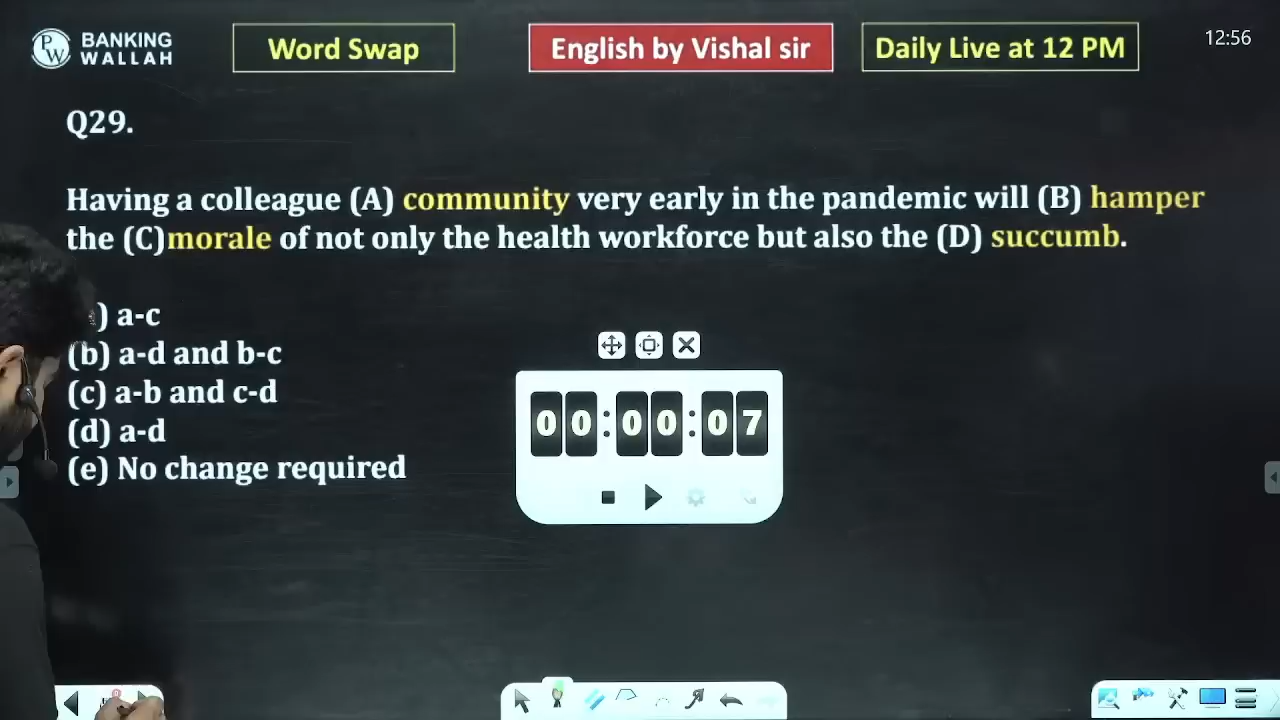 PW
BANKING
WALLAH
Word Swap
English by Vishal sir
Daily Live at 12 PM
12:56
Q29.
Having a colleague (A) community very early in the pandemic will (B) hamper
the (C)morale of not only the health workforce but also the (D) succumb.
) a-c
(b) a-d and b-c
(c) a-b and c-d
(d) a-d
(e) No change required
00:00:07